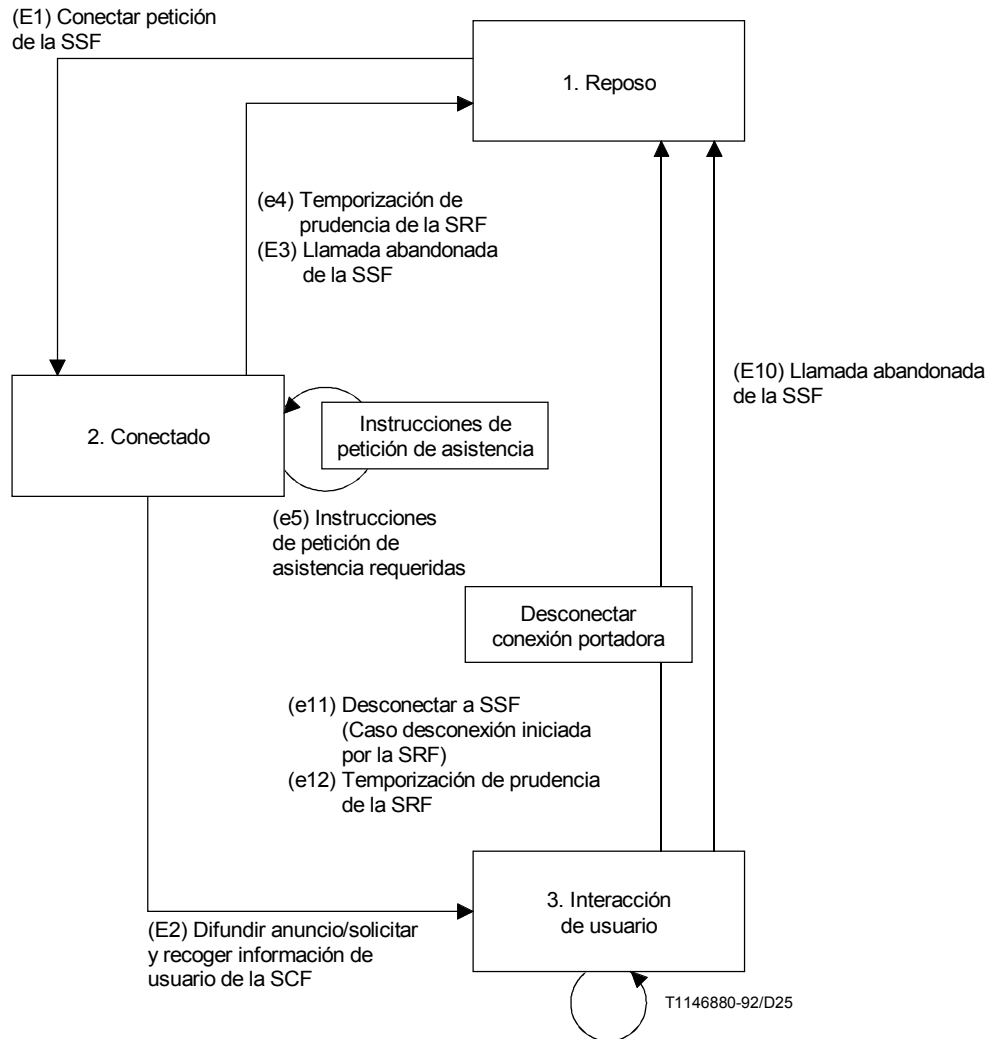 (E1) Conectar petición
de la SSF
1. Reposo
(e4) Temporización de
prudencia de la SRF
(E3) Llamada abandonada
de la SSF
(E10) Llamada abandonada
de la SSF
2. Conectado
Instrucciones de
petición de asistencia
(e5) Instrucciones
de petición de
asistencia requeridas
Desconectar
conexión portadora
(e11) Desconectar a SSF
(Caso desconexión iniciada
por la SRF)
(e12) Temporización de prudencia
de la SRF
3. Interacción
de usuario
(E2) Difundir anuncio/solicitar
y recoger información de
usuario de la SCF
T1146880-92/D25